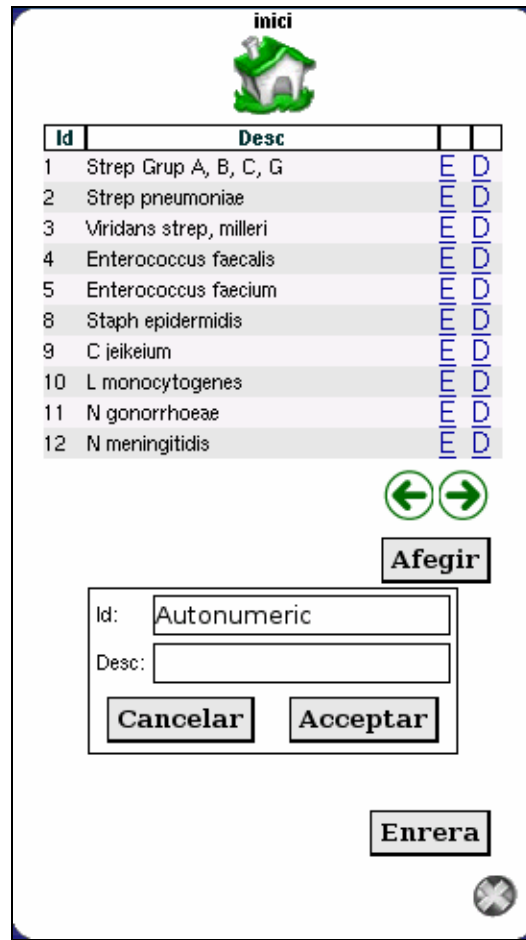 inici
Id Desc
1 Strep Grup A, B, C, G E D
2 Strep pneumoniae E D
3 Viridans strep, milleri E D
4 Enterococcus faecalis E D
5 Enterococcus faecium E D
8 Staph epidermidis E D
9 C jeikeium E D
10 L monocytogenes E D
11 N gonorrhoeae E D
12 N meningitidis E D
Afegir
Id: Autonumeric
Desc:
Cancelar Acceptar
Enrera